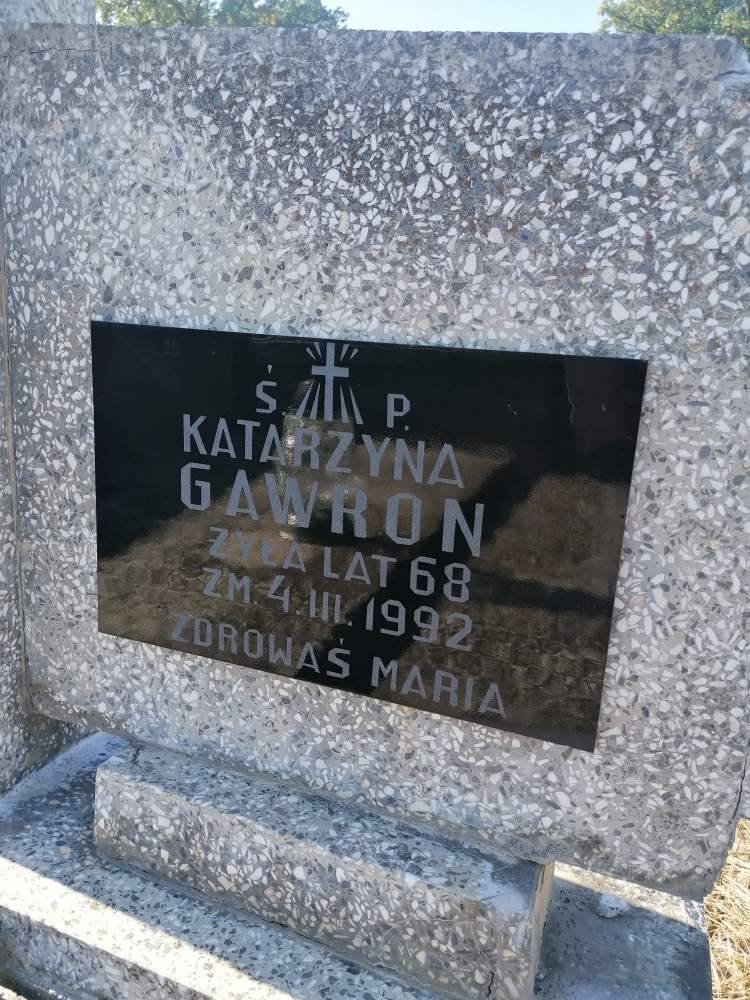 Ś. P.
KATARZYNA
GAWRON
ŻYŁA LAT 68
ZM. 4.III.1992
ZDROWAŚ MARIA